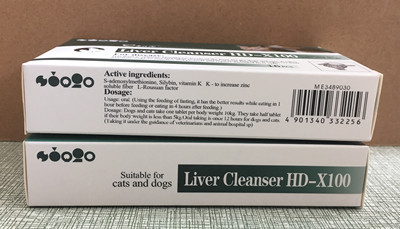 Liver Cleanser HD-X100
Active ingredients:
S-adenosylmethionine, Silybin, vitamin K K - to increase zinc
soluble fiber L-Roussan factor
Dosage:
Usage: oral. (Using the feeding of fasting, it has the better results while eating in 1
hour before feeding or eating in 4 hours after feeding.)
Dosage: Dogs and cats take one tablet per body weight 10kg. They take half tablet
if their body weight is less than 5kg.Oral taking is once 12 hours for dogs and cats.
(Taking it under the guidance of veterinarians and animal hospital up)
ME3489030
4 901340 332256
Suitable for
cats and dogs
Liver Cleanser HD-X100